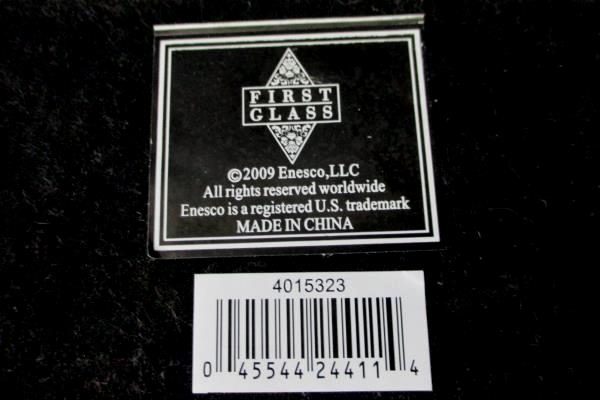 FIRST
GLASS
©2009 Enesco,LLC
All rights reserved worldwide
Enesco is a registered U.S. trademark
MADE IN CHINA
4015323
0 45544 24411 4